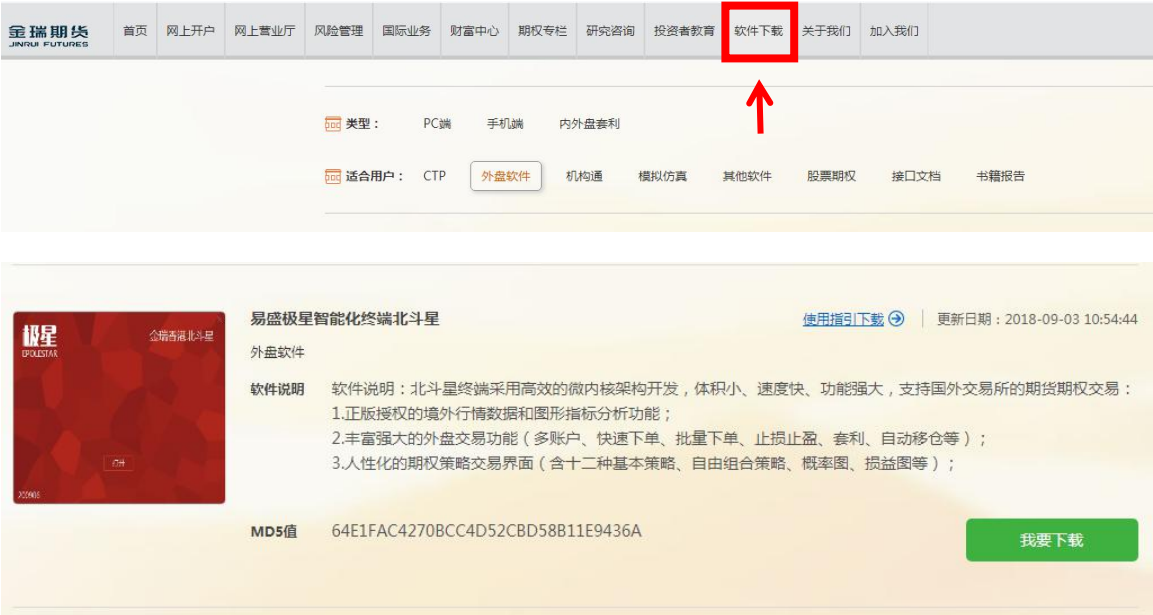 金瑞期货
JINRUI FUTURES
首页 网上开户 网上营业厅 风险管理 国际业务 财富中心 期权专栏 研究咨询 投资者教育 软件下载 关于我们 加入我们
类型： PC端 手机端 内外盘套利
适合用户： CTP 外盘软件 机构通 模拟仿真 其他软件 股票期权 接口文档 书籍报告
极星
EPOLESTAR
金瑞香港北斗星
打开
易盛极星智能化终端北斗星 使用指引下载 更新日期：2018-09-03 10:54:44
外盘软件
软件说明 软件说明：北斗星终端采用高效的微内核架构开发，体积小、速度快、功能强大，支持国外交易所的期货期权交易：
1.正版授权的境外行情数据和图形指标分析功能；
2.丰富强大的外盘交易功能（多账户、快速下单、批量下单、止损止盈、套利、自动移仓等）；
3.人性化的期权策略交易界面（含十二种基本策略、自由组合策略、概率图、损益图等）；
MD5值 64E1FAC4270BCC4D52CBD58B11E9436A
我要下载